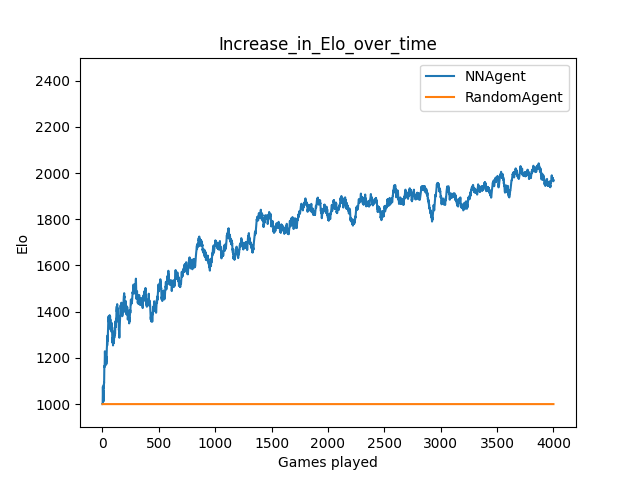 Increase_in_Elo_over_time
NNAgent
RandomAgent
2400
2200
2000
1800
1600
1400
1200
1000
Elo
0 500 1000 1500 2000 2500 3000 3500 4000
Games played